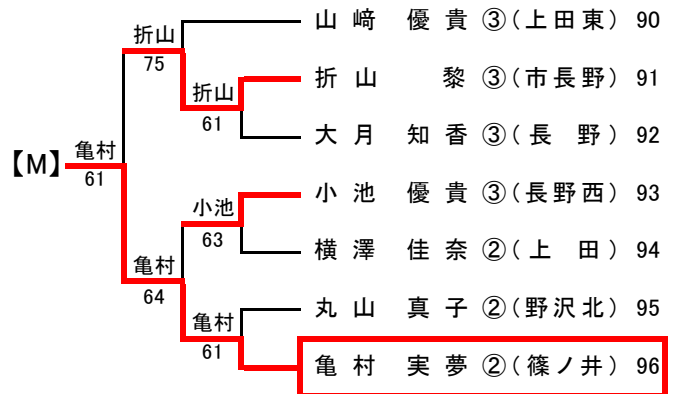 山﨑 優貴 ③(上田東) 90
折山
75
折山 黎 ③(市長野) 91
折山
61
大月 知香 ③(長 野) 92
【M】
亀村
61
小池 優貴 ③(長野西) 93
小池
63
横澤 佳奈 ②(上 田) 94
亀村
64
丸山 真子 ②(野沢北) 95
亀村
61
亀村 実夢 ②(篠ノ井) 96